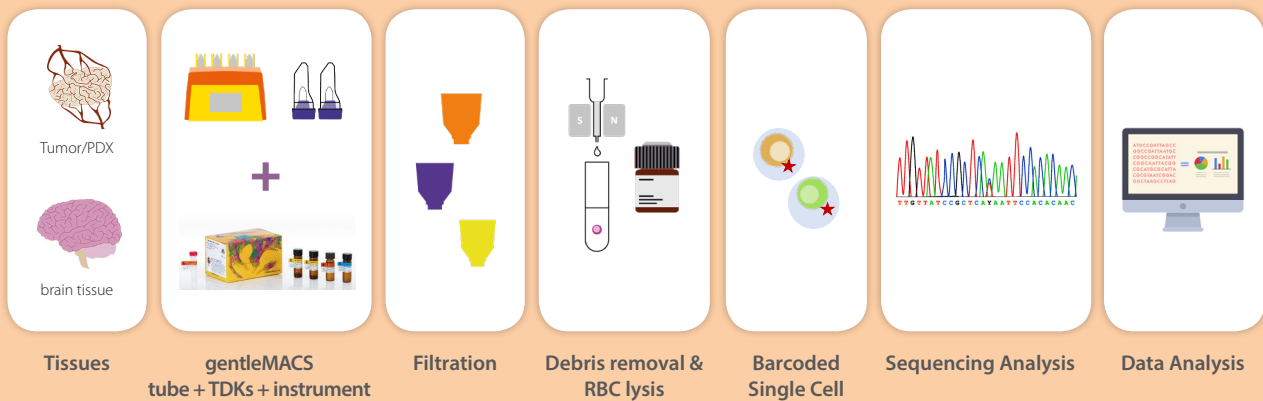 Tumor/PDX
brain tissue
S
N
TTGTTATCCGCTCAYAATTCCACACAAC
=
Tissues
gentleMACS
tube + TDKs + instrument
Filtration
Debris removal &
RBC lysis
Barcoded
Single Cell
Sequencing Analysis
Data Analysis